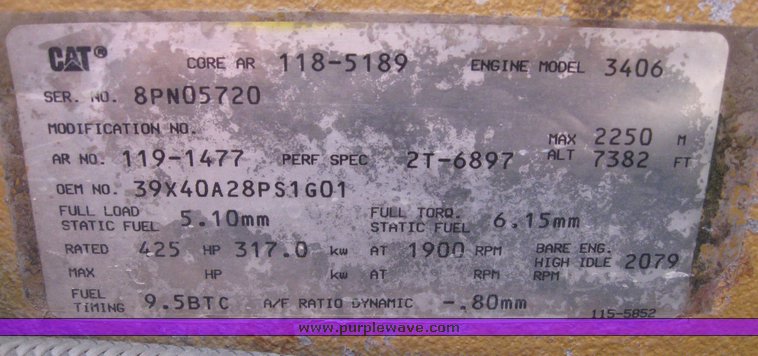 CAT® CORE AR 118-5189 ENGINE MODEL 3406
SER. NO. 8PN05720
MODIFICATION NO.
MAX 2250 M
AR NO. 119-1477 PERF SPEC 2T-6897 ALT 7382 FT
OEM NO. 39X40A28PS1G01
FULL LOAD STATIC FUEL 5.10mm FULL TORQ. STATIC FUEL 6.15mm
RATED 425 HP 317.0 kw AT 1900 RPM BARE ENG. HIGH IDLE 2079 RPM
MAX HP kw AT RPM
FUEL TIMING 9.5BTC A/F RATIO DYNAMIC -.80mm
115-5852
www.purplewave.com